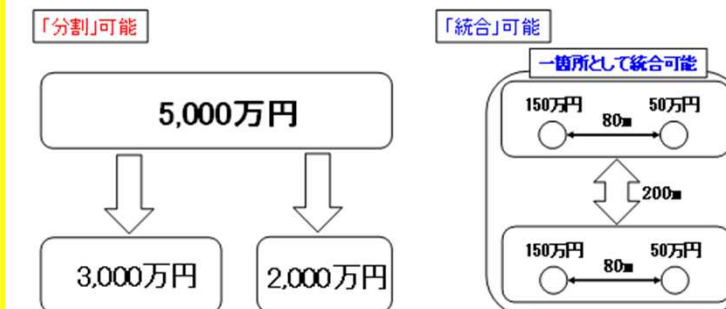 「分割」可能
5,000万円
3,000万円
2,000万円
「統合」可能
一箇所として統合可能
150万円
50万円
80m
200m
150万円
50万円
80m